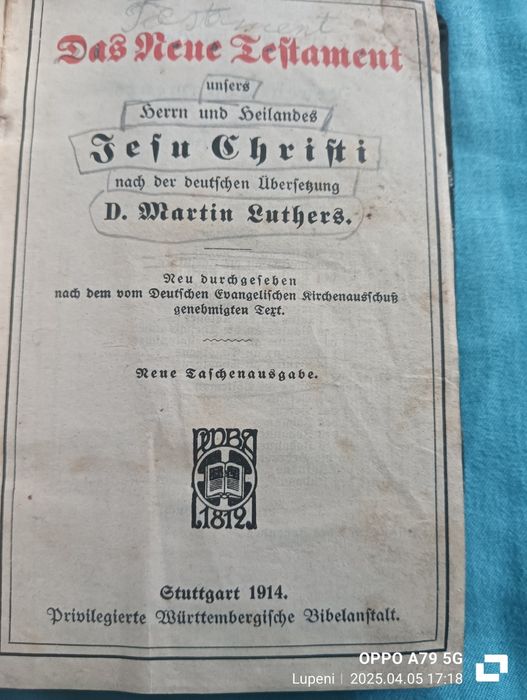 Testament
Das Neue Testament
unsers
Herrn und Heilandes
Jesu Christi
nach der deutschen Übersetzung
D. Martin Luthers.
Neu durchgesehen
nach dem vom Deutschen Evangelischen Kirchenausschuß
genehmigten Text.
Neue Taschenausgabe.
PWBA
1812
Stuttgart 1914.
Privilegierte Württembergische Bibelanstalt.
OPPO A79 5G
Lupeni | 2025.04.05 17:18